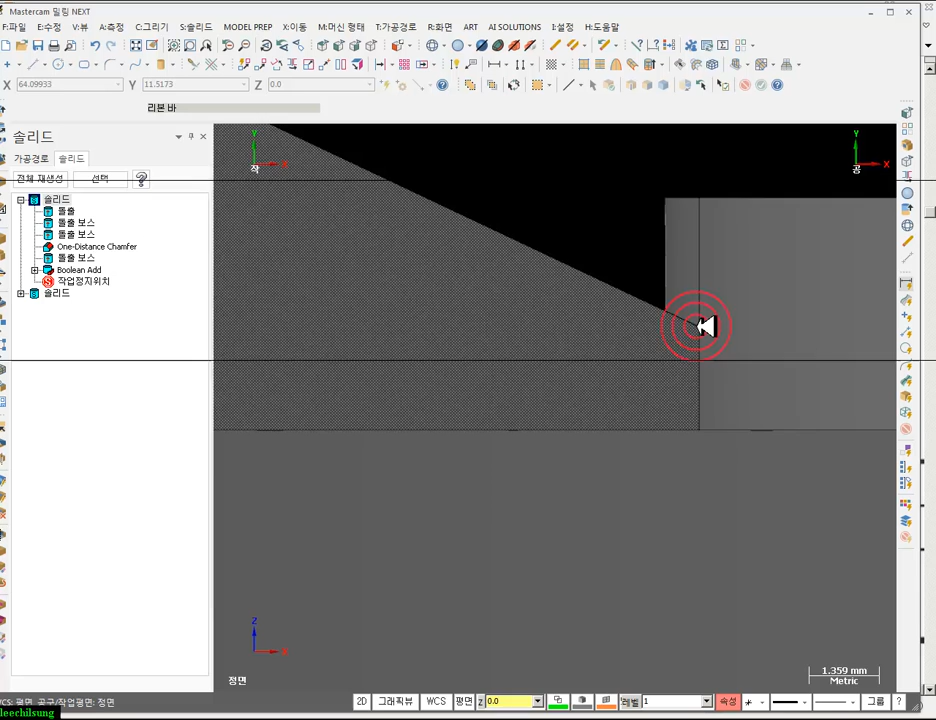 Mastercam 밀링 NEXT
F:파일 E:수정 V:뷰 A:측정 C:그리기 S:솔리드 MODEL PREP X:이동 M:머신 형태 T:가공경로 R:화면 ART AI SOLUTIONS I:설정 H:도움말
X 64.09933 Y 11.5173 Z 0.0
리본 바
솔리드
가공경로 솔리드
전체 재생성 선택
솔리드
돌출
돌출 보스
돌출 보스
One-Distance Chamfer
돌출 보스
Boolean Add
작업정지위치
솔리드
Y
X
작
Y
X
공
Z
정면
1.359 mm
Metric
WCS: 평면 공구/작업평면: 정면
2D 그래픽뷰 WCS 평면 Z 0.0 레벨 1 속성 그룹 ?
leechilsung